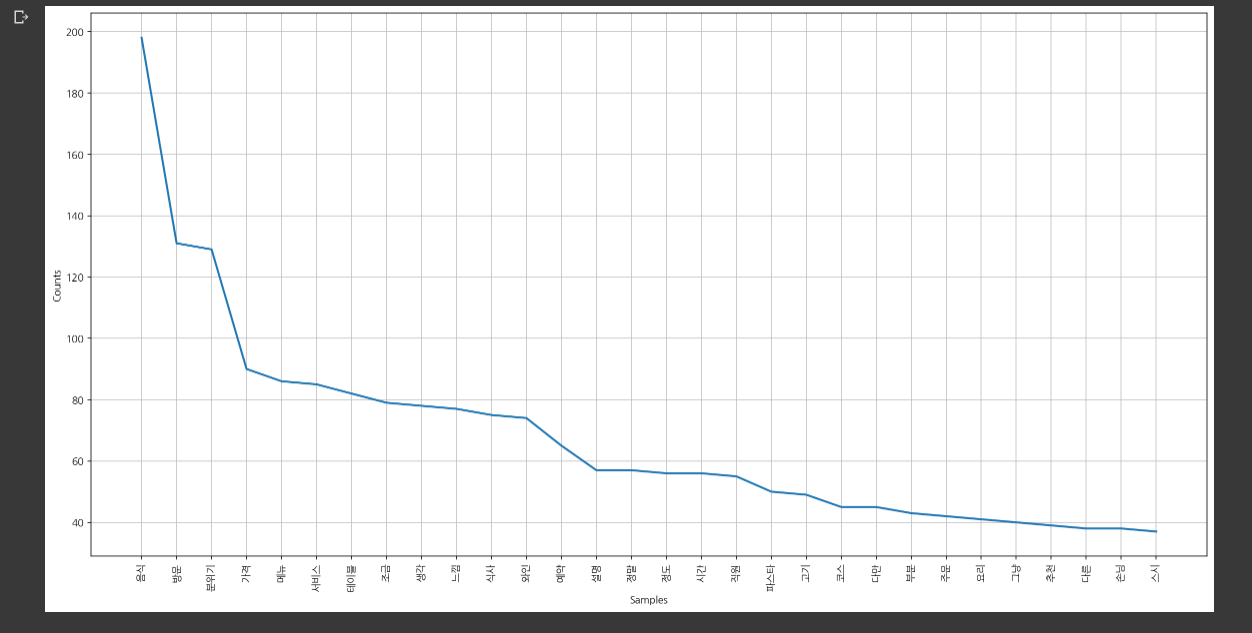 200
180
160
140
120
100
80
60
40
Counts
음식
방문
분위기
가격
메뉴
서비스
테이블
조금
생각
느낌
식사
와인
예약
설명
정말
정도
시간
직원
파스타
고기
코스
다만
부분
주문
요리
그냥
추천
다른
손님
스시
Samples